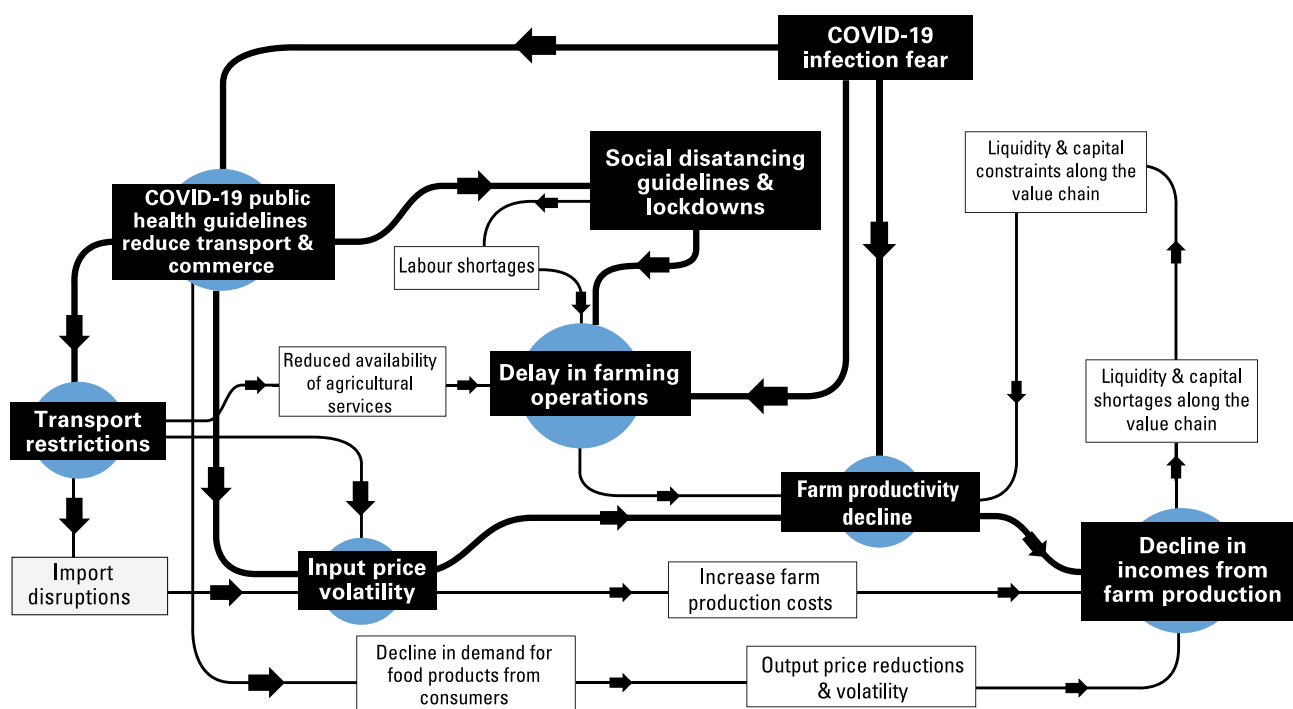 COVID-19
infection fear
Social disatancing
guidelines &
lockdowns
Liquidity & capital
constraints along the
value chain
COVID-19 public
health guidelines
reduce transport &
commerce
Labour shortages
Reduced availability
of agricultural
services
Delay in farming
operations
Liquidity & capital
shortages along the
value chain
Transport
restrictions
Farm productivity
decline
Import
disruptions
Input price
volatility
Increase farm
production costs
Decline in
incomes from
farm production
Decline in demand for
food products from
consumers
Output price reductions
& volatility